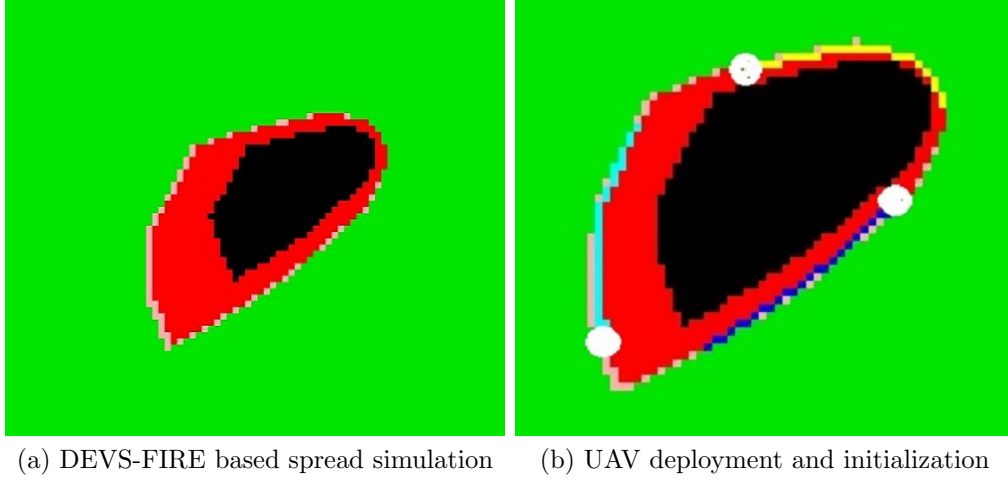 (a) DEVS-FIRE based spread simulation
(b) UAV deployment and initialization